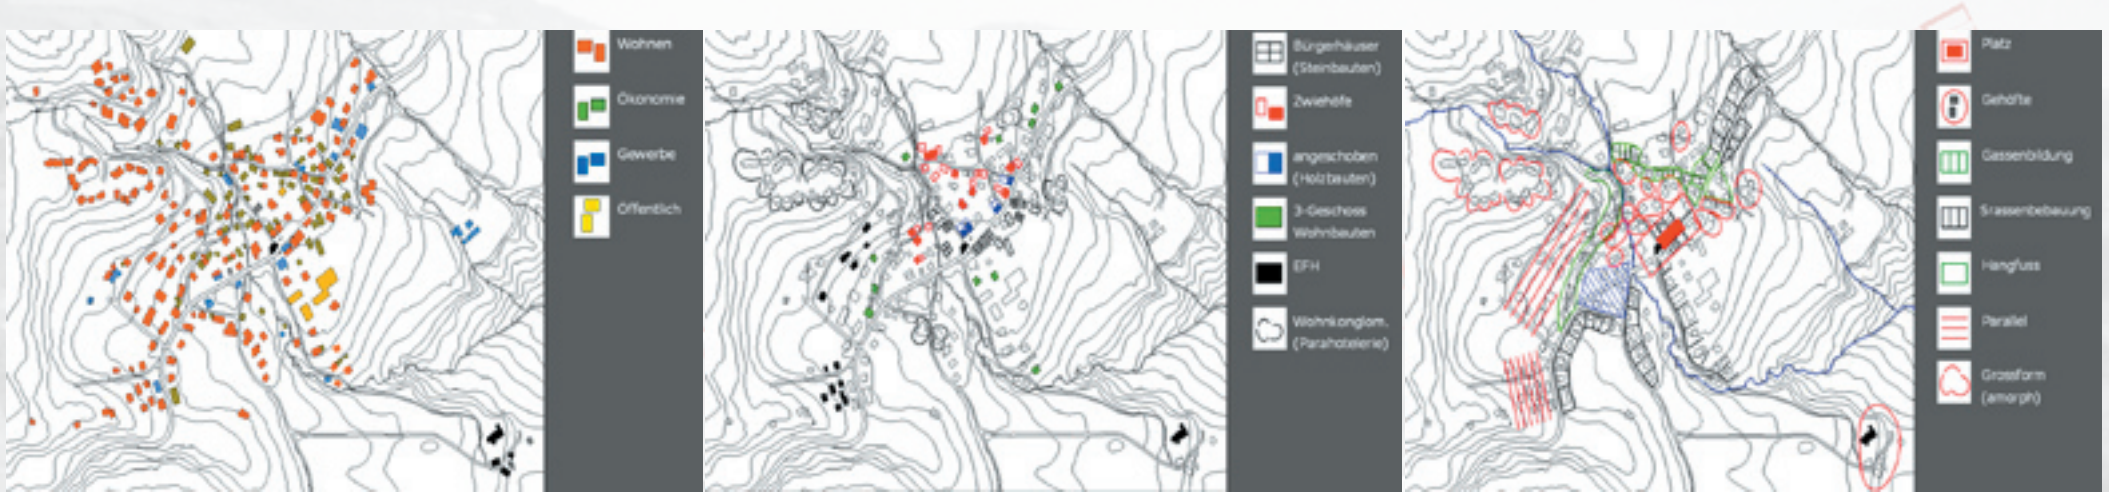 Wohnen
Ökonomie
Gewerbe
Öffentlich
Bürgerhäuser
(Steinbauten)
Zwiehöfe
angeschoben
(Holzbauten)
3-Geschoss
Wohnbauten
EFH
Wohnkonglom.
(Parahotelerie)
Platz
Gehöfte
Gassenbildung
Srassenbebauung
Hangfuss
Parallel
Grossform
(amorph)